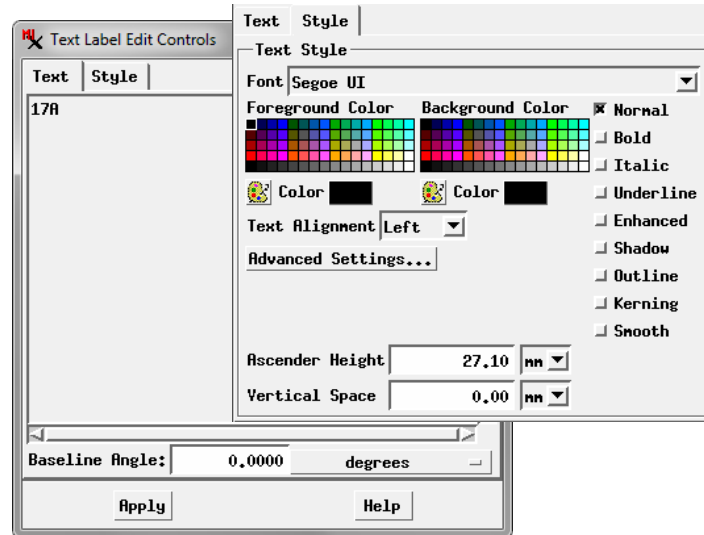 Text Label Edit Controls
Text Style
17A
Baseline Angle: 0.0000 degrees
Apply Help
Text Style
Text Style
Font Segoe UI
Foreground Color Background Color
Color Color
Text Alignment Left
Advanced Settings...
Normal
Bold
Italic
Underline
Enhanced
Shadow
Outline
Kerning
Smooth
Ascender Height 27.10 mm
Vertical Space 0.00 mm